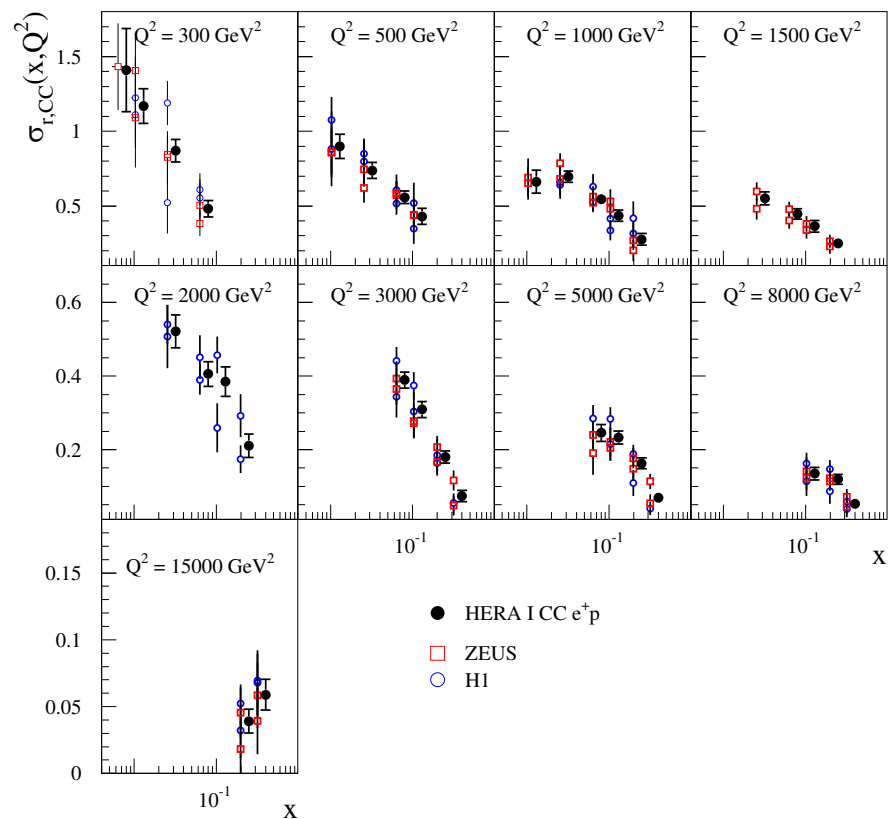 σr,CC(x,Q²)
Q² = 300 GeV²
Q² = 500 GeV²
Q² = 1000 GeV²
Q² = 1500 GeV²
1.5
1
0.5
Q² = 2000 GeV²
Q² = 3000 GeV²
Q² = 5000 GeV²
Q² = 8000 GeV²
0.6
0.4
0.2
10⁻¹
10⁻¹
10⁻¹
x
Q² = 15000 GeV²
0.15
0.1
0.05
0
10⁻¹
x
HERA I CC e⁺p
ZEUS
H1